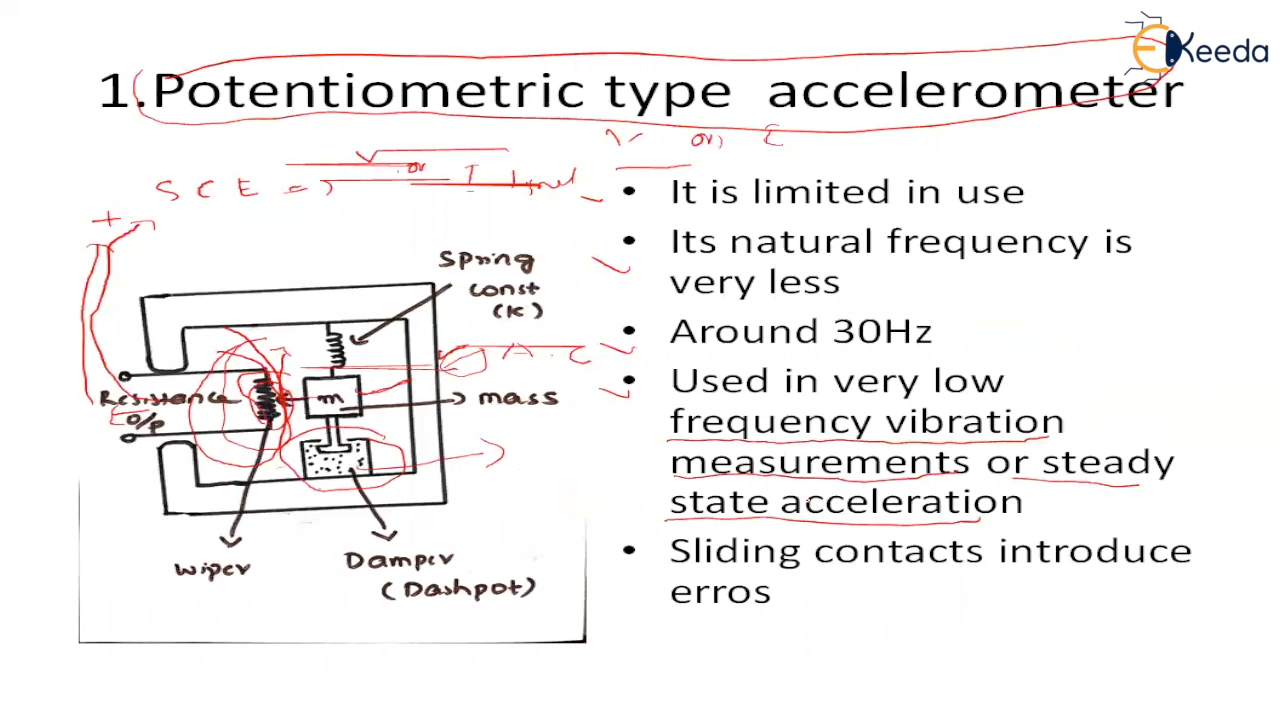 Keeda
1.Potentiometric type accelerometer
or
or
S C E =>
• It is limited in use
• Its natural frequency is
very less
• Around 30Hz
• Used in very low
frequency vibration
measurements or steady
state acceleration
• Sliding contacts introduce
erros
+
Spring
const
(K)
A.C
Resistance
O/P
m
mass
Wiper
Damper
(Dashpot)